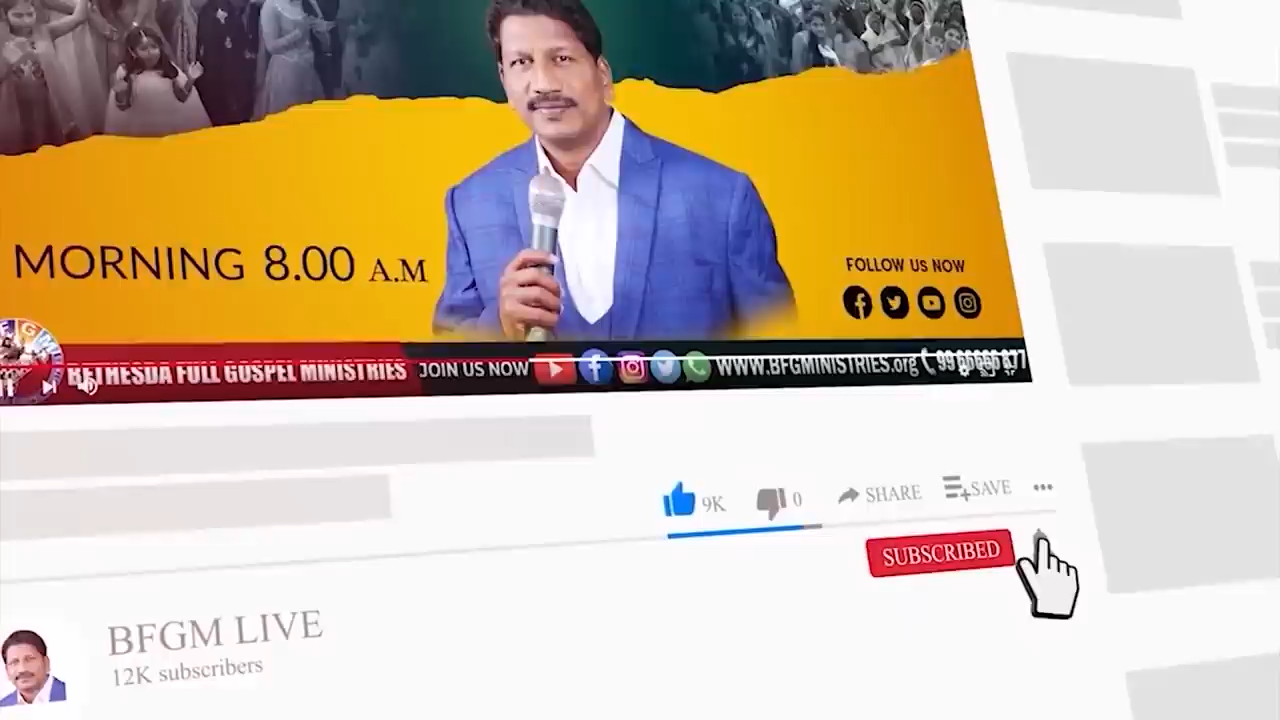 MORNING 8.00 A.M
FOLLOW US NOW
BETHESDA FULL GOSPEL MINISTRIES JOIN US NOW WWW.BFGMINISTRIES.org
9K 0 SHARE SAVE
SUBSCRIBED
BFGM LIVE
12K subscribers